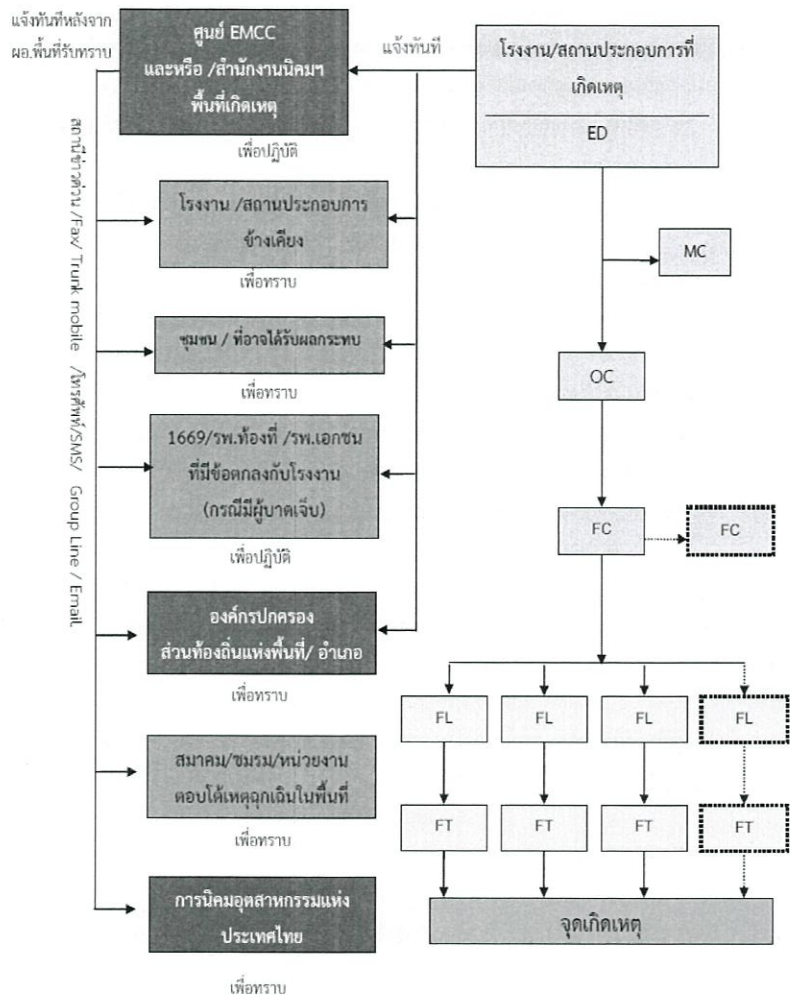 แจ้งทันทีหลังจาก
ผอ.พื้นที่รับทราบ
ศูนย์ EMCC
และหรือ /สำนักงานนิคมฯ
พื้นที่เกิดเหตุ
เพื่อปฏิบัติ
แจ้งทันที
โรงงาน/สถานประกอบการที่
เกิดเหตุ
ED
สถานีข่าวด่วน /Fax/ Trunk mobile /โทรศัพท์/SMS/ Group Line / Email
โรงงาน /สถานประกอบการ
ข้างเคียง
เพื่อทราบ
MC
ชุมชน / ที่อาจได้รับผลกระทบ
เพื่อทราบ
OC
1669/รพ.ท้องที่ /รพ.เอกชน
ที่มีข้อตกลงกับโรงงาน
(กรณีมีผู้บาดเจ็บ)
เพื่อปฏิบัติ
FC
FC
องค์กรปกครอง
ส่วนท้องถิ่นแห่งพื้นที่/ อำเภอ
เพื่อทราบ
FL
FL
FL
FL
สมาคม/ชมรม/หน่วยงาน
ตอบโต้เหตุฉุกเฉินในพื้นที่
เพื่อทราบ
FT
FT
FT
FT
การนิคมอุตสาหกรรมแห่ง
ประเทศไทย
เพื่อทราบ
จุดเกิดเหตุ